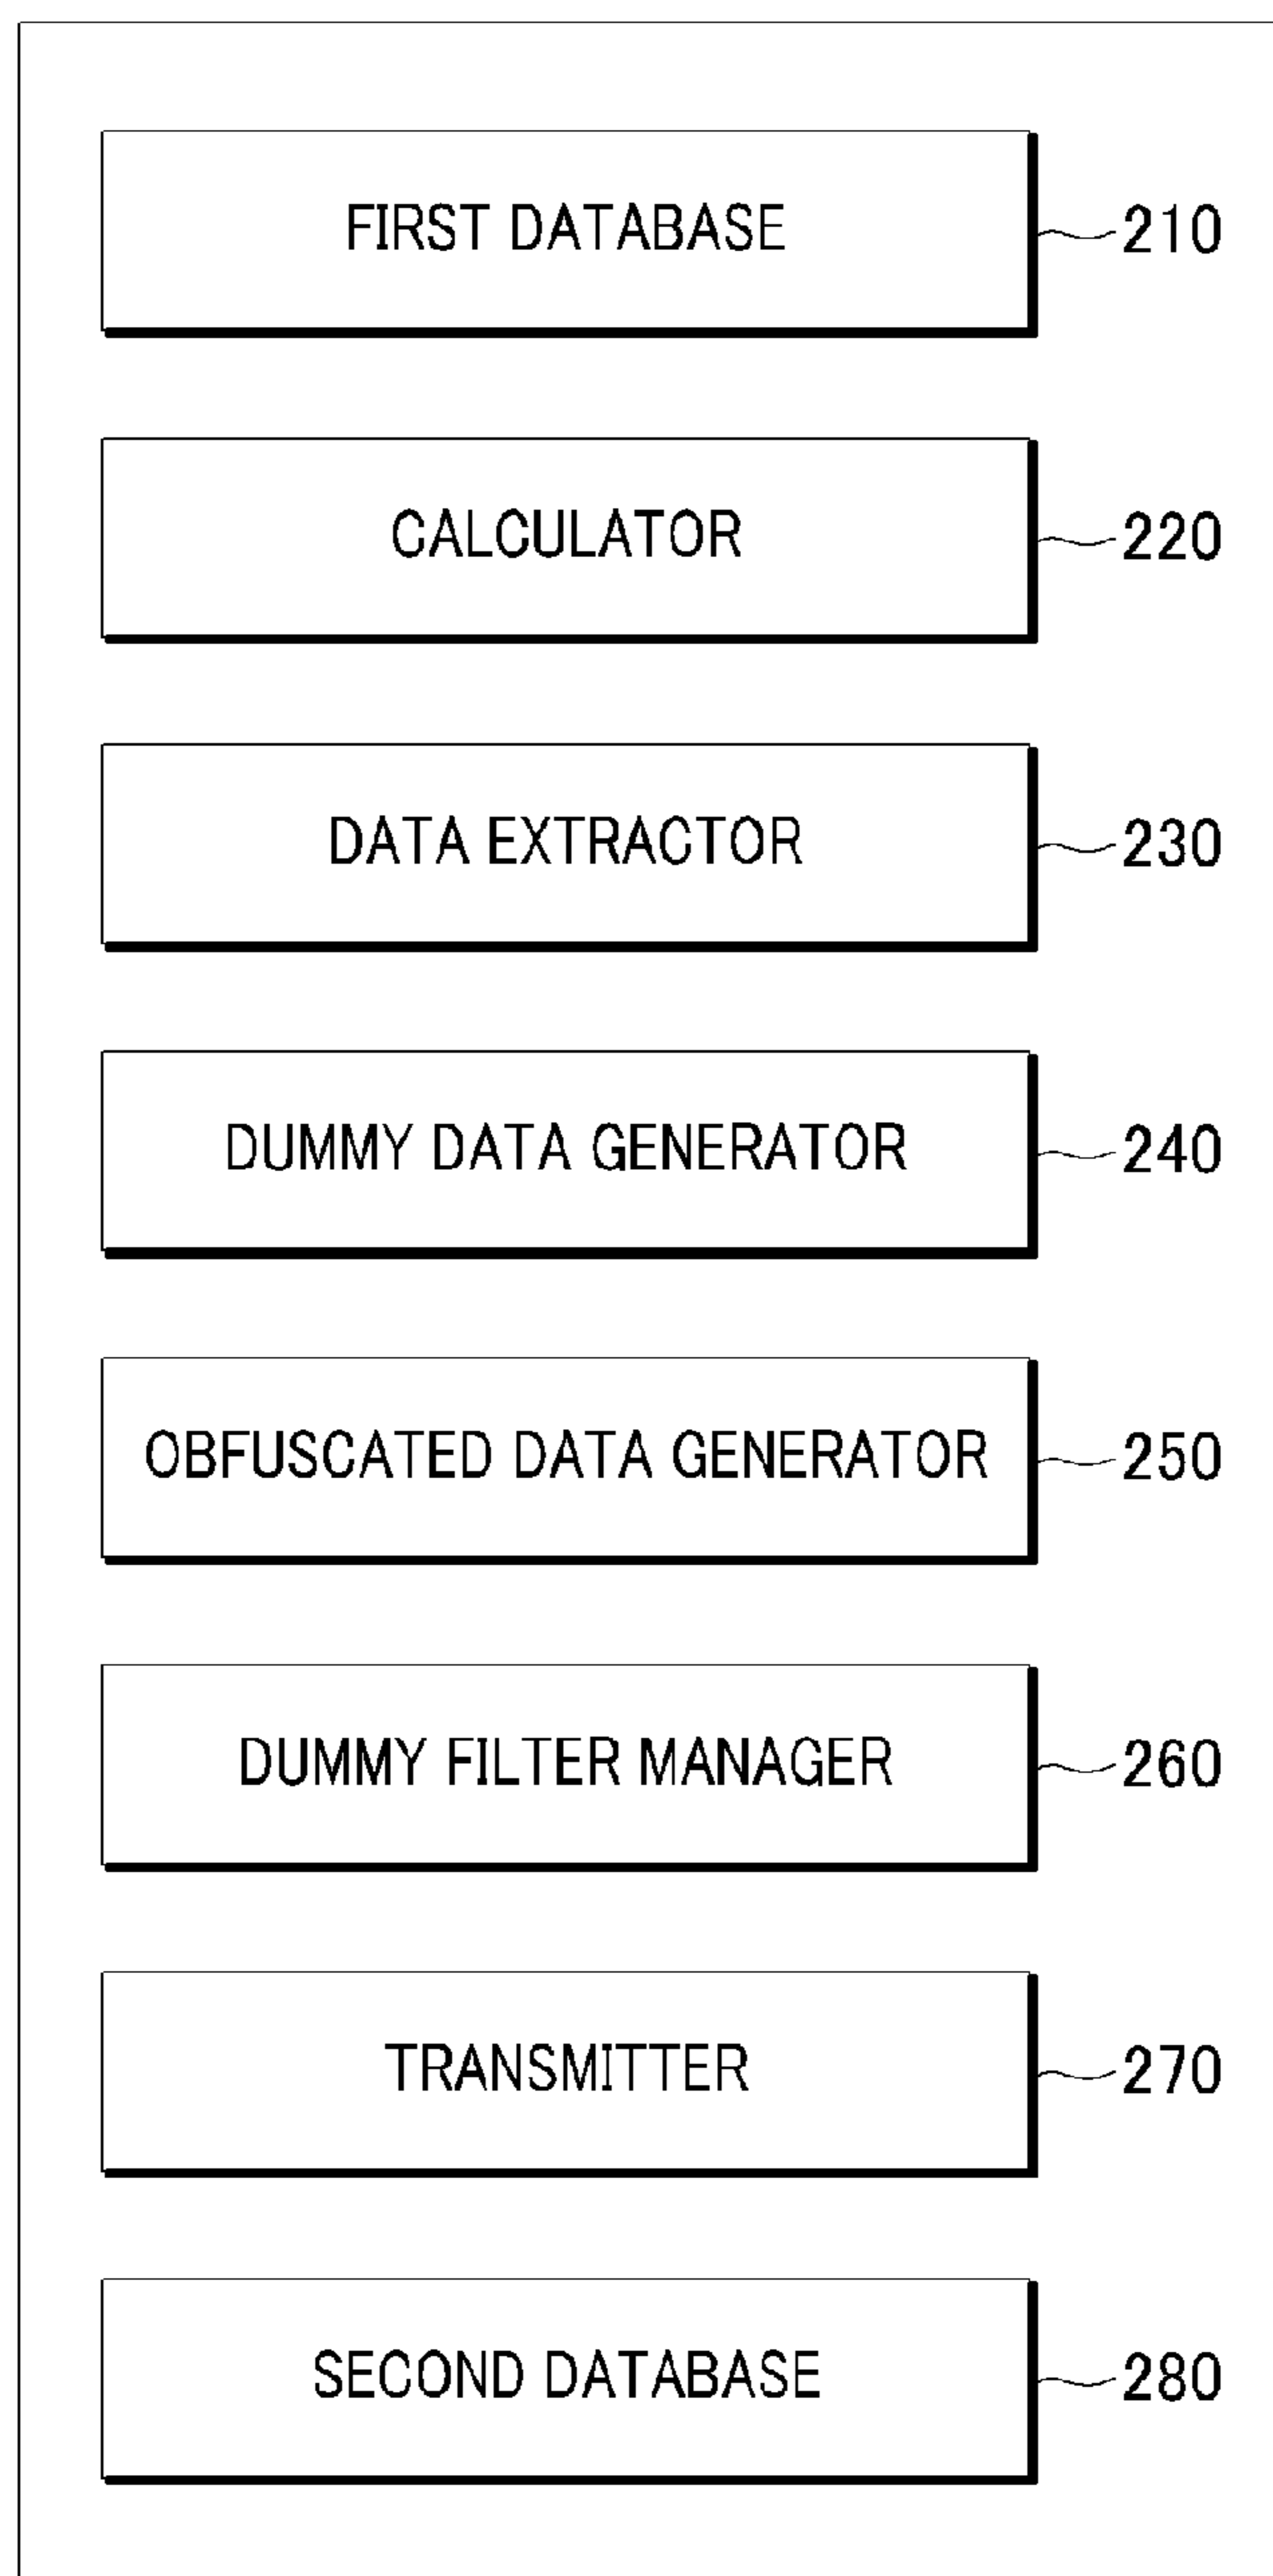 FIRST DATABASE 210
CALCULATOR 220
DATA EXTRACTOR 230
DUMMY DATA GENERATOR 240
OBFUSCATED DATA GENERATOR 250
DUMMY FILTER MANAGER 260
TRANSMITTER 270
SECOND DATABASE 280